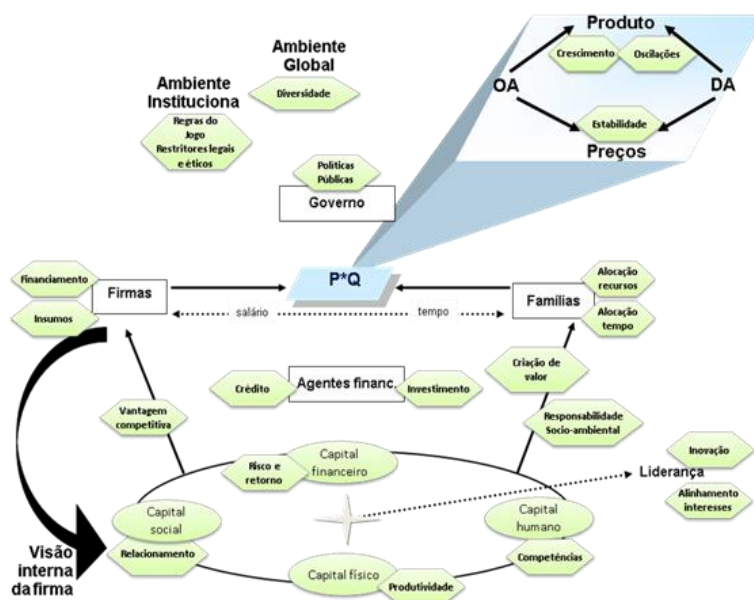 Produto
Crescimento
Oscilações
OA
DA
Estabilidade
Preços
Ambiente
Global
Diversidade
Ambiente
Instituciona
Regras do
Jogo
Restritores legais
e éticos
Políticas
Públicas
Governo
P*Q
Financiamento
Firmas
Insumos
salário
tempo
Famílias
Alocação
recursos
Alocação
tempo
Crédito
Agentes financ.
Investimento
Criação de
valor
Vantagem
competitiva
Responsabilidade
Socio-ambiental
Capital
financeiro
Risco e
retorno
Inovação
Liderança
Alinhamento
interesses
Capital
social
Relacionamento
Capital
humano
Competências
Visão
interna
da firma
Capital físico
Produtividade